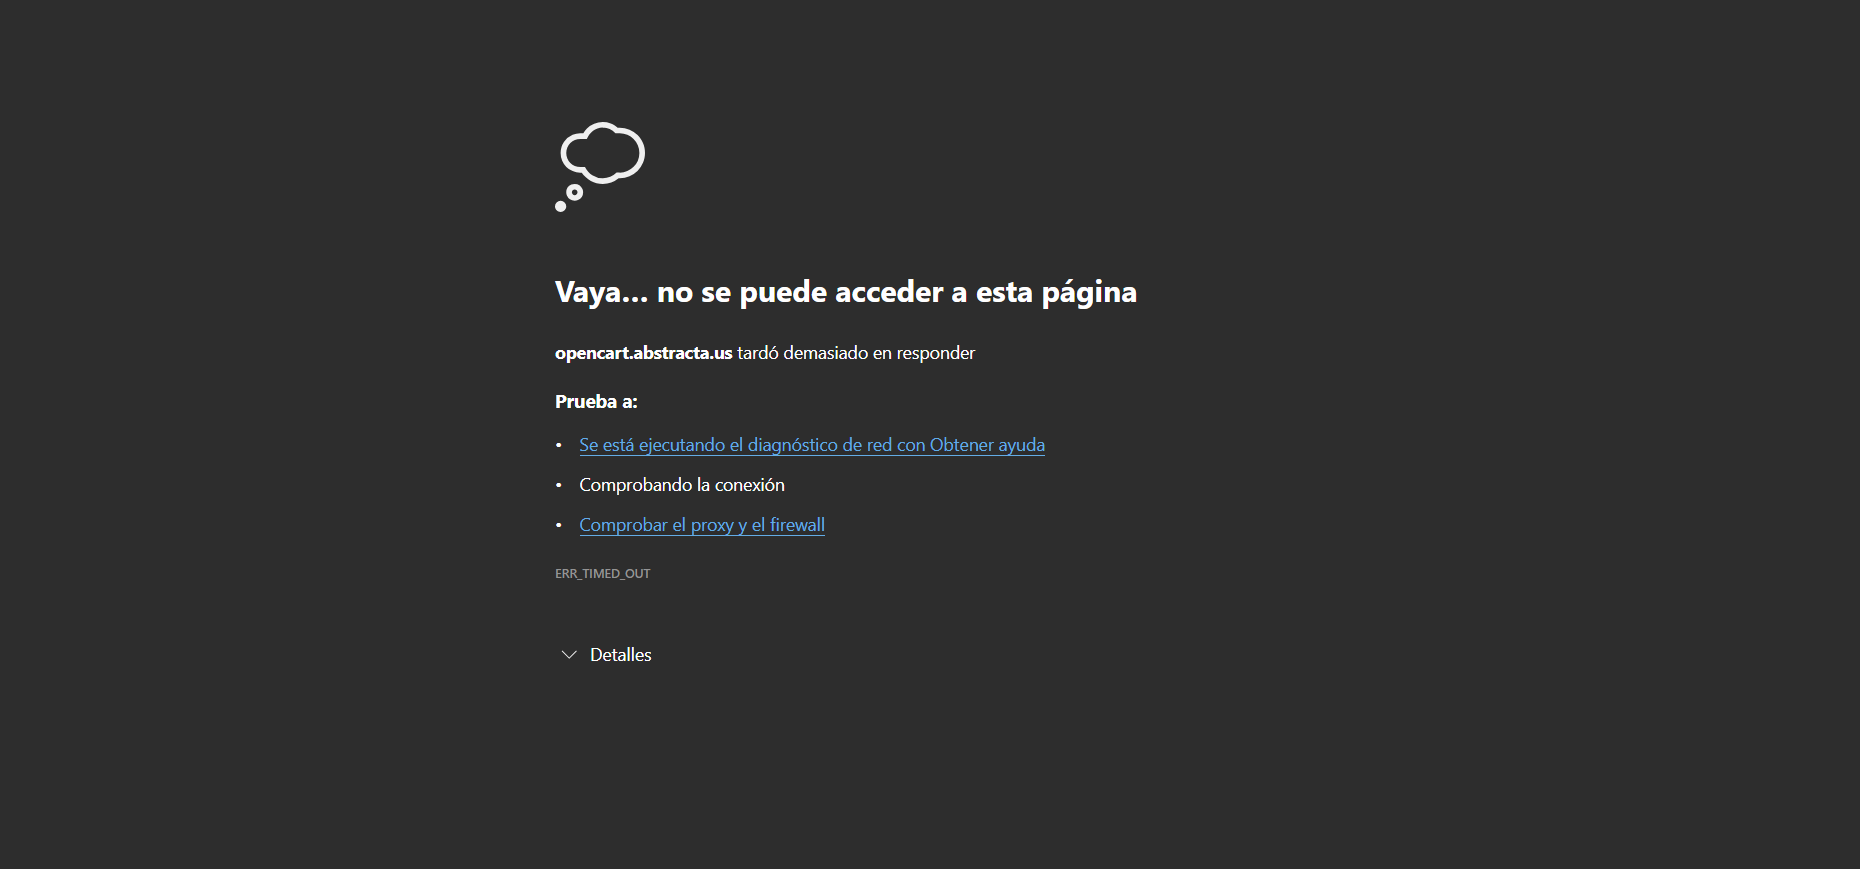 Vaya... no se puede acceder a esta página
opencart.abstracta.us tardó demasiado en responder
Prueba a:
• Se está ejecutando el diagnóstico de red con Obtener ayuda
• Comprobando la conexión
• Comprobar el proxy y el firewall
ERR_TIMED_OUT
Detalles